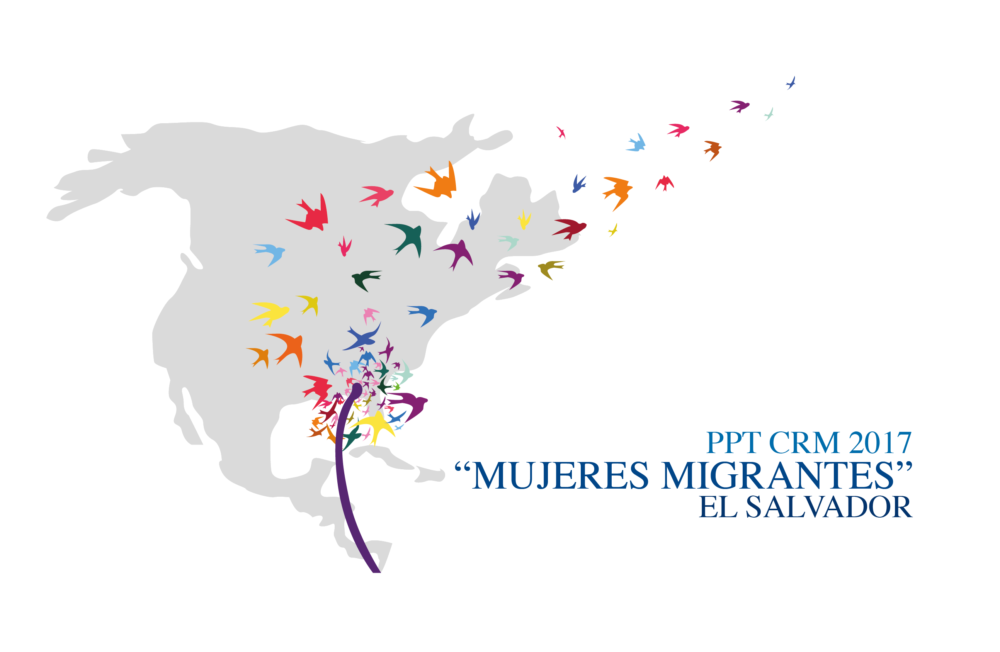 PPT CRM 2017
“MUJERES MIGRANTES”
EL SALVADOR